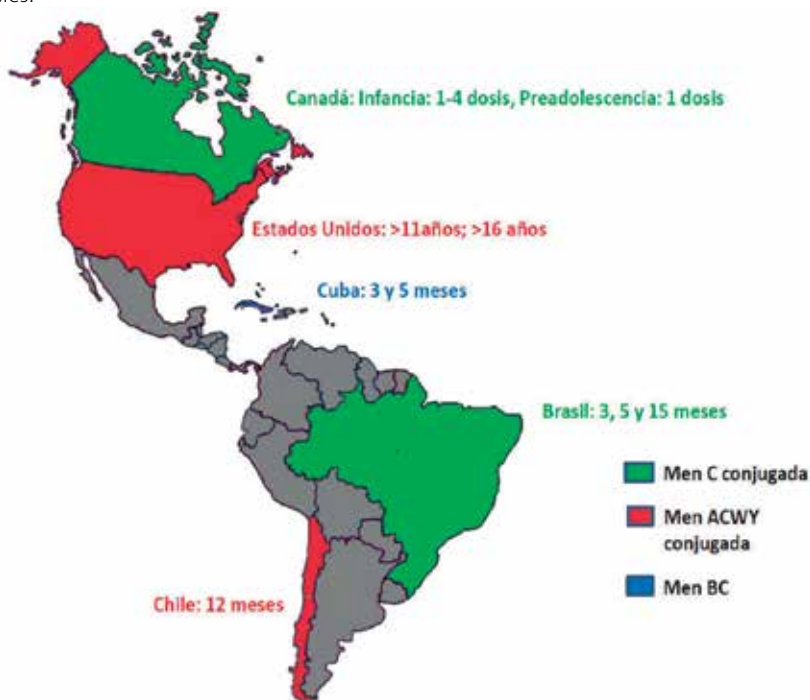 Canadá: Infancia: 1-4 dosis, Preadolescencia: 1 dosis
Estados Unidos: >11años; >16 años
Cuba: 3 y 5 meses
Brasil: 3, 5 y 15 meses
Men C conjugada
Men ACWY
conjugada
Men BC
Chile: 12 meses